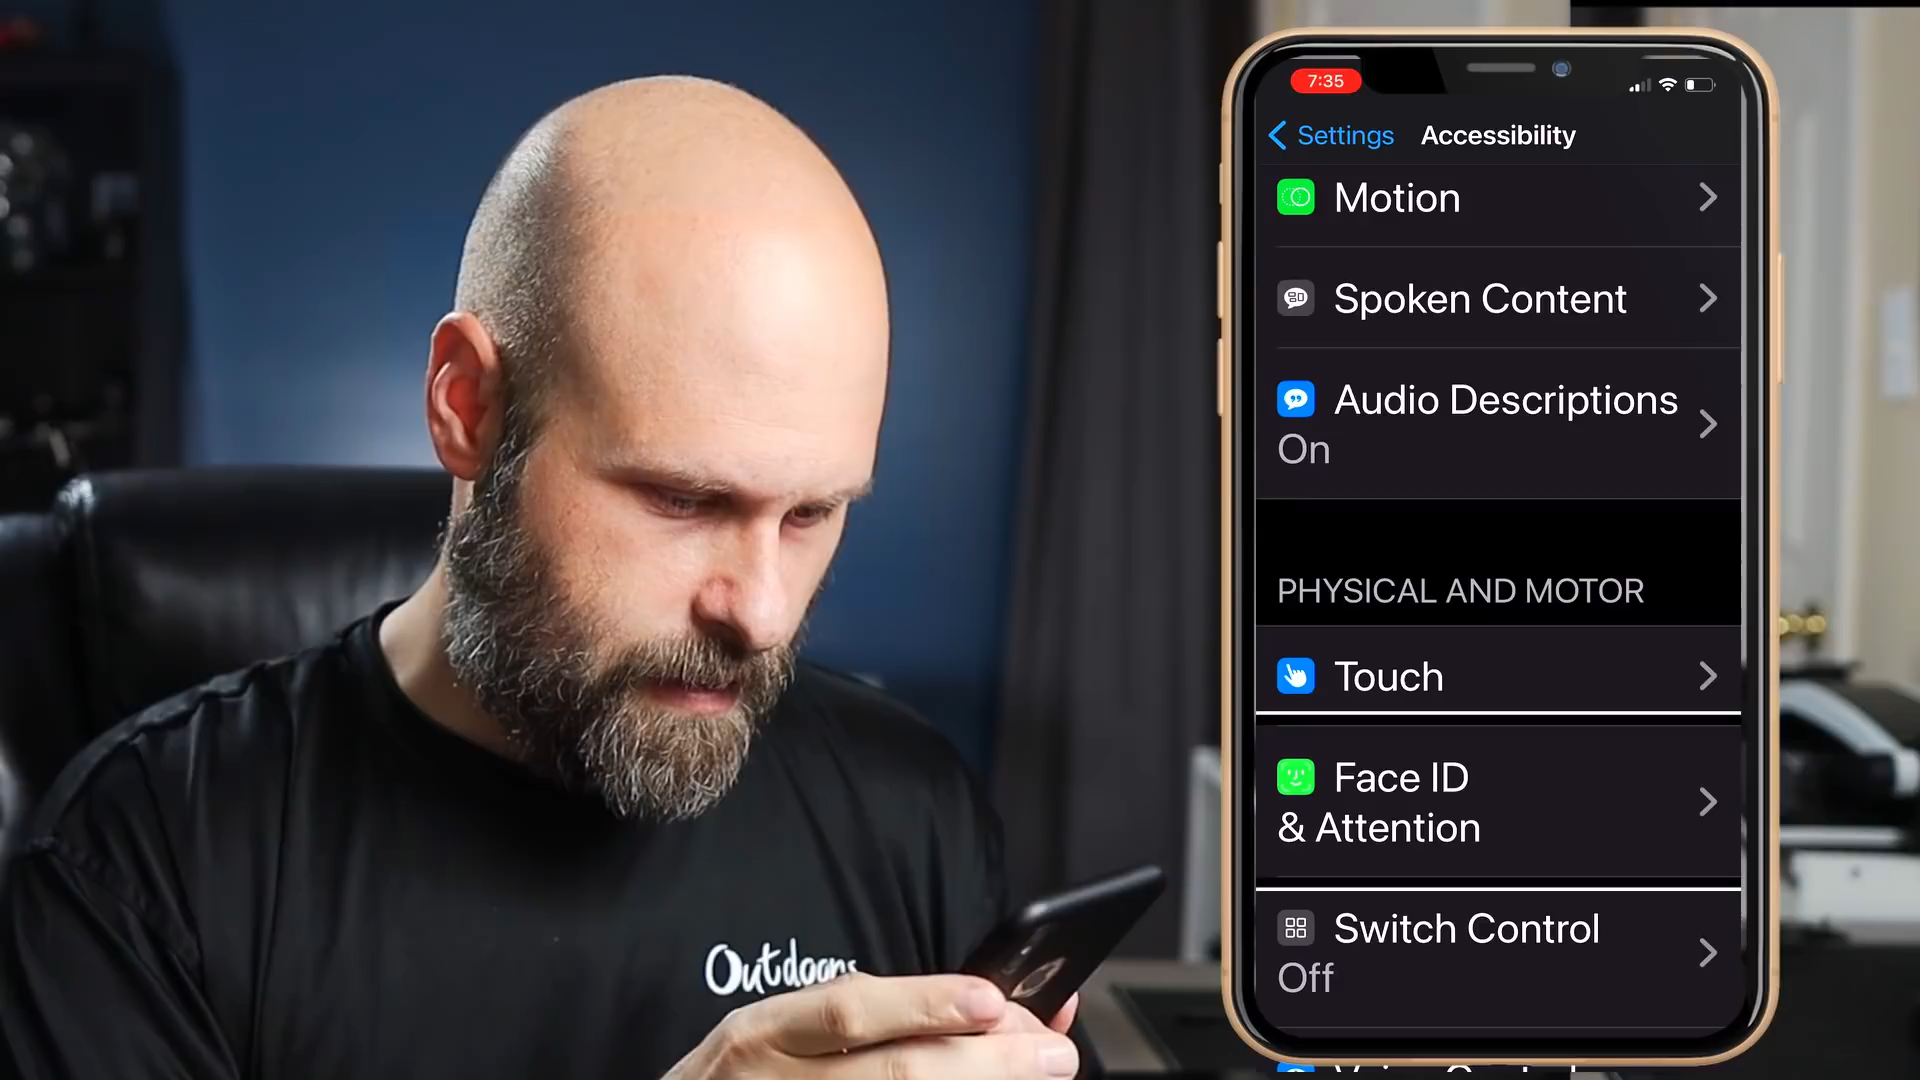 7:35
Settings
Accessibility
Motion
Spoken Content
Audio Descriptions
On
PHYSICAL AND MOTOR
Touch
Face ID
& Attention
Switch Control
Off
Outdoors